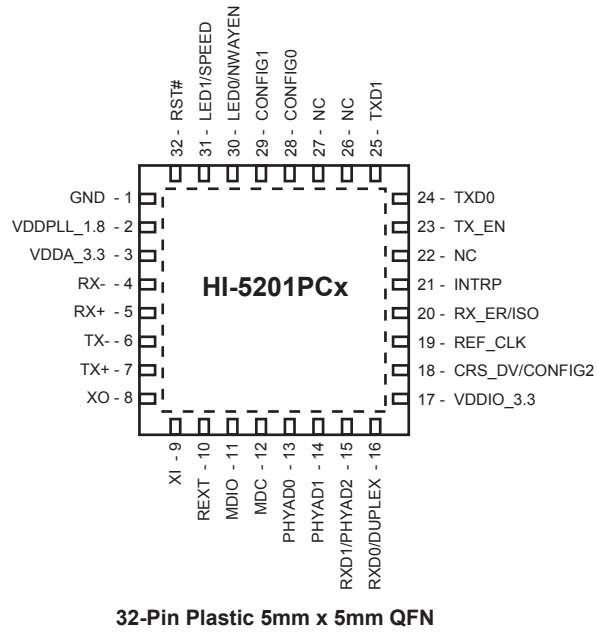 32 - RST#
31 - LED1/SPEED
30 - LED0/NWAYEN
29 - CONFIG1
28 - CONFIG0
27 - NC
26 - NC
25 - TXD1
GND - 1
VDDPLL_1.8 - 2
VDDA_3.3 - 3
RX- - 4
RX+ - 5
TX- - 6
TX+ - 7
XO - 8
HI-5201PCx
24 - TXD0
23 - TX_EN
22 - NC
21 - INTRP
20 - RX_ER/ISO
19 - REF_CLK
18 - CRS_DV/CONFIG2
17 - VDDIO_3.3
XI - 9
REXT - 10
MDIO - 11
MDC - 12
PHYAD0 - 13
PHYAD1 - 14
RXD1/PHYAD2 - 15
RXD0/DUPLEX - 16
32-Pin Plastic 5mm x 5mm QFN